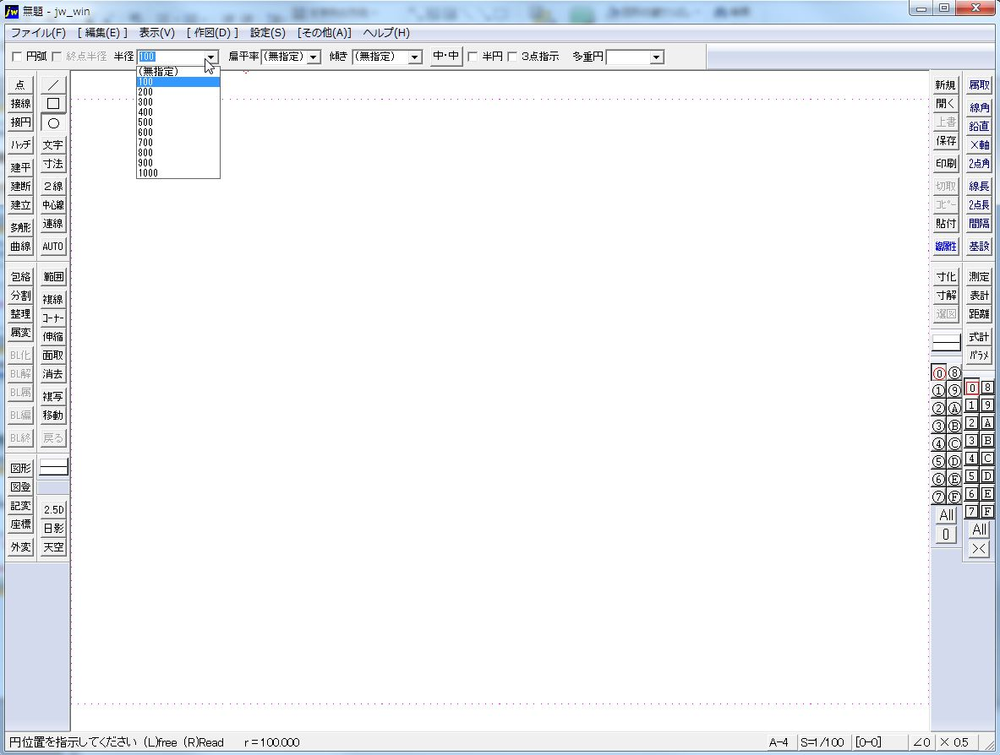 無題 - jw_win
ファイル(F) [ 編集(E) ] 表示(V) [ 作図(D) ] 設定(S) [その他(A)] ヘルプ(H)
円弧 終点半径 半径 100 扁平率 (無指定) 傾き (無指定) 中・中 半円 3点指示 多重円
(無指定)
100
200
300
400
500
600
700
800
900
1000
点 ／
接線 □
接円 ○
ハッチ 文字
建平 寸法
建断 2線
建立 中心線
多角形 連線
曲線 AUTO
包絡 範囲
分割 複線
整理 コーナー
属変 伸縮
BL化 面取
BL解 消去
BL属 複写
BL編 移動
BL終 戻る
図形
図登
記変 2.5D
座標 日影
外変 天空
新規 属取
開く 線角
上書 鉛直
保存 X軸
印刷 2点角
切取 線長
コピー 2点長
貼付 間隔
線属性 基設
寸化 測定
寸解 表計
選図 距離
式計
パラメ
0 8 0 8
1 9 1 9
2 A 2 A
3 B 3 B
4 C 4 C
5 D 5 D
6 E 6 E
7 F 7 F
All All
0 ×
円位置を指示してください (L)free (R)Read r＝100.000 A-4 S=1/100 [0-0] ∠0 × 0.5